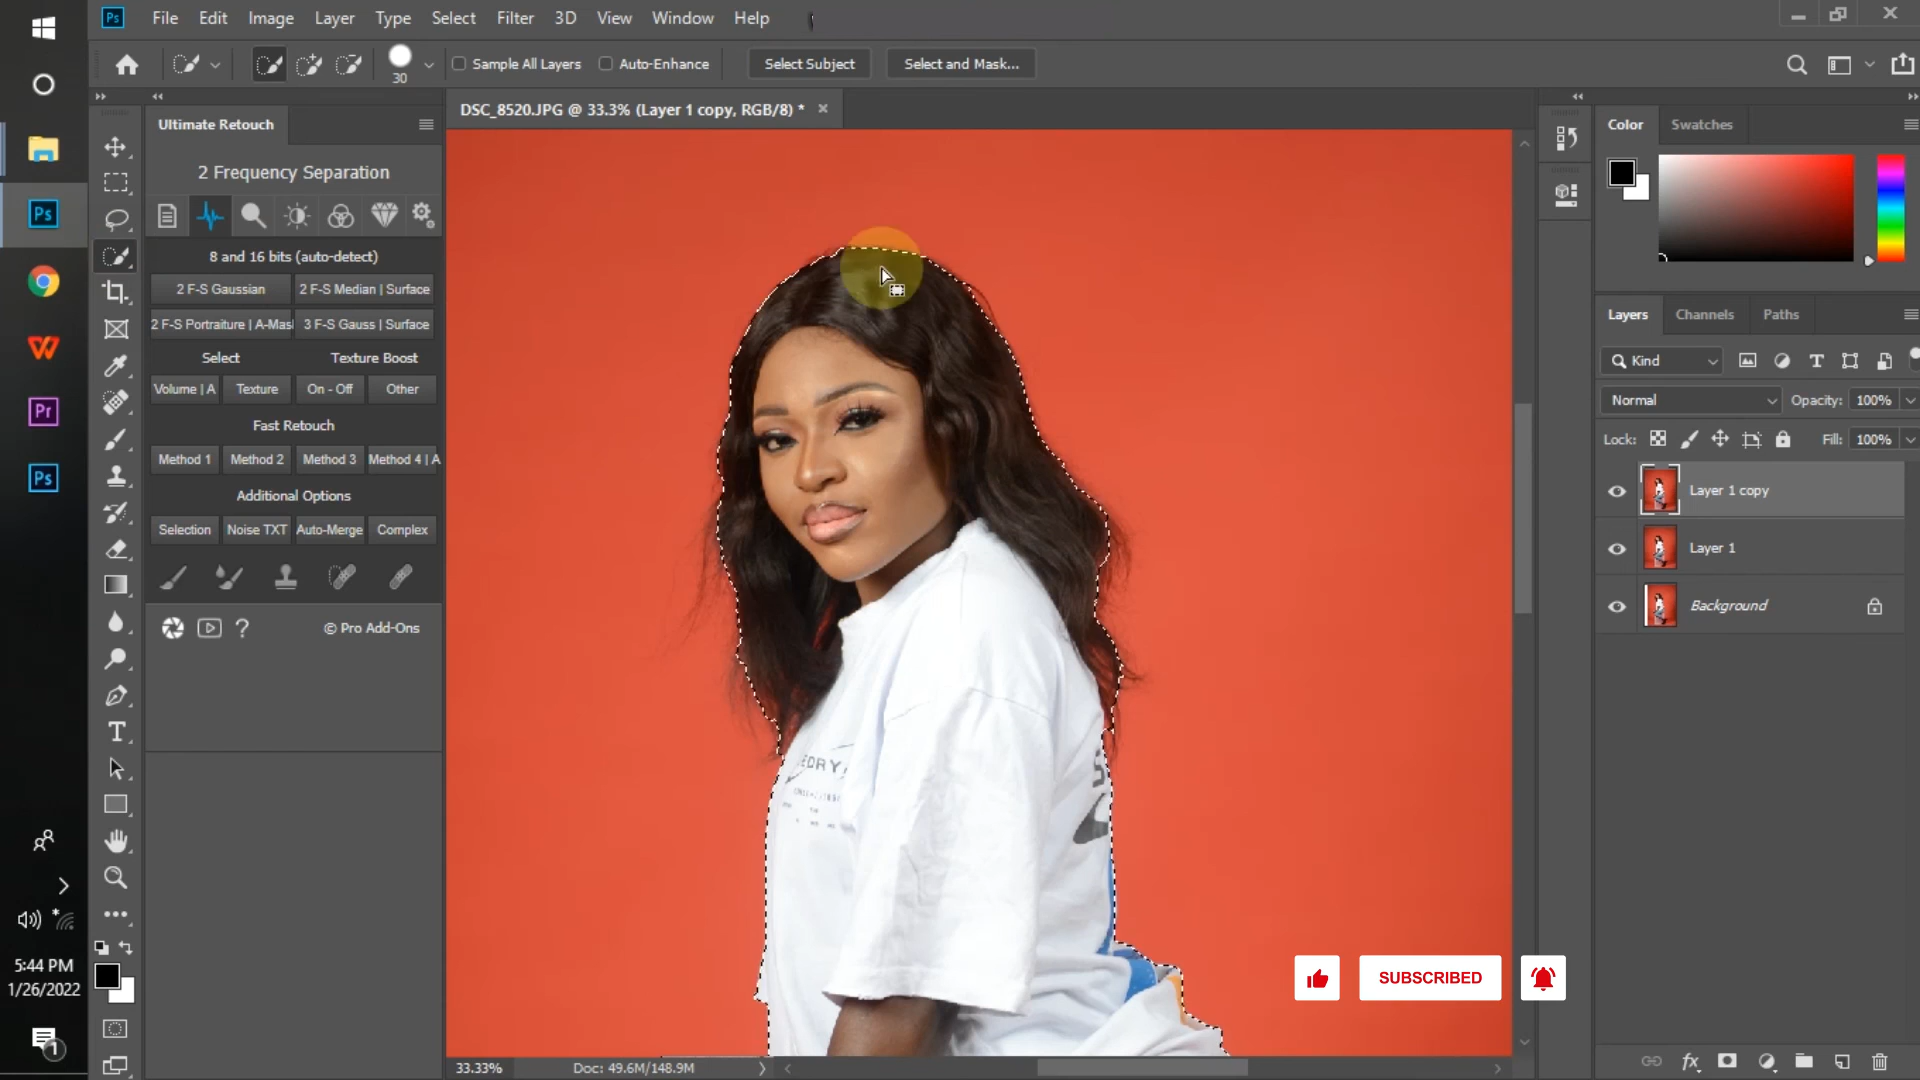 Ps File Edit Image Layer Type Select Filter 3D View Window Help
30 Sample All Layers Auto-Enhance Select Subject Select and Mask...
Ultimate Retouch
DSC_8520.JPG @ 33.3% (Layer 1 copy, RGB/8) *
Color Swatches
2 Frequency Separation
8 and 16 bits (auto-detect)
2 F-S Gaussian 2 F-S Median | Surface
2 F-S Portraiture | A-Mas 3 F-S Gauss | Surface
Select Texture Boost
Volume | A Texture On - Off Other
Fast Retouch
Method 1 Method 2 Method 3 Method 4 | A
Additional Options
Selection Noise TXT Auto-Merge Complex
? © Pro Add-Ons
Layers Channels Paths
Kind
Normal Opacity: 100%
Lock: Fill: 100%
Layer 1 copy
Layer 1
Background
Ps
Pr
Ps
T
SUBSCRIBED
5:44 PM
1/26/2022
1
33.33% Doc: 49.6M/148.9M
fx